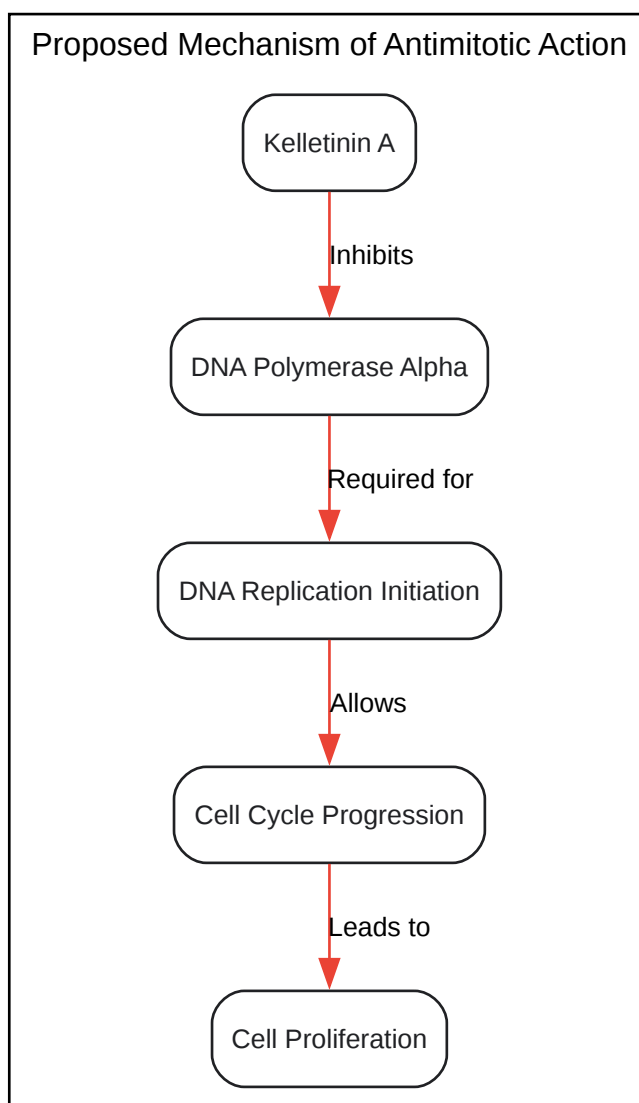 Proposed Mechanism of Antimitotic Action
Kelletinin A
Inhibits
DNA Polymerase Alpha
Required for
DNA Replication Initiation
Allows
Cell Cycle Progression
Leads to
Cell Proliferation